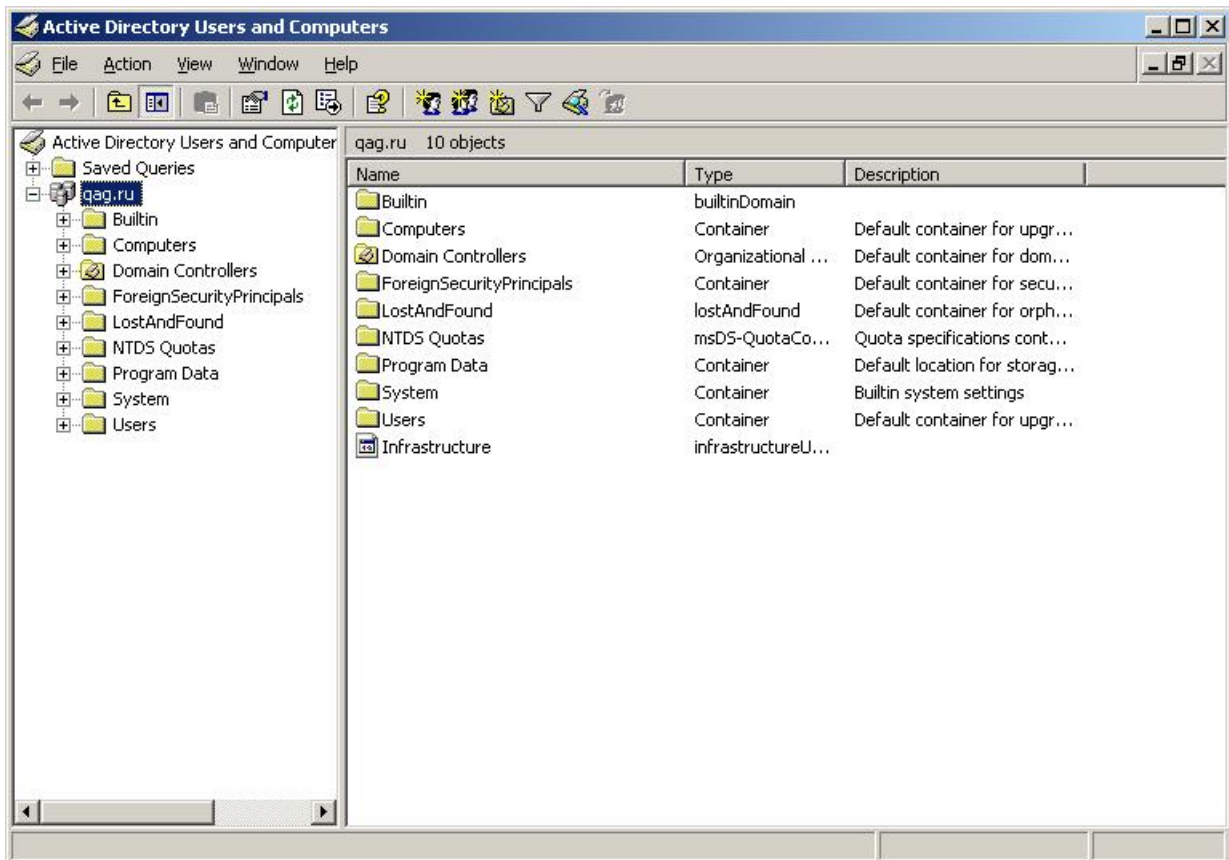 Active Directory Users and Computers
File Action View Window Help
Active Directory Users and Computer
Saved Queries
qag.ru
Builtin
Computers
Domain Controllers
ForeignSecurityPrincipals
LostAndFound
NTDS Quotas
Program Data
System
Users
qag.ru 10 objects
Name Type Description
Builtin builtinDomain
Computers Container Default container for upgr...
Domain Controllers Organizational ... Default container for dom...
ForeignSecurityPrincipals Container Default container for secu...
LostAndFound lostAndFound Default container for orph...
NTDS Quotas msDS-QuotaCo... Quota specifications cont...
Program Data Container Default location for storag...
System Container Builtin system settings
Users Container Default container for upgr...
Infrastructure infrastructureU...